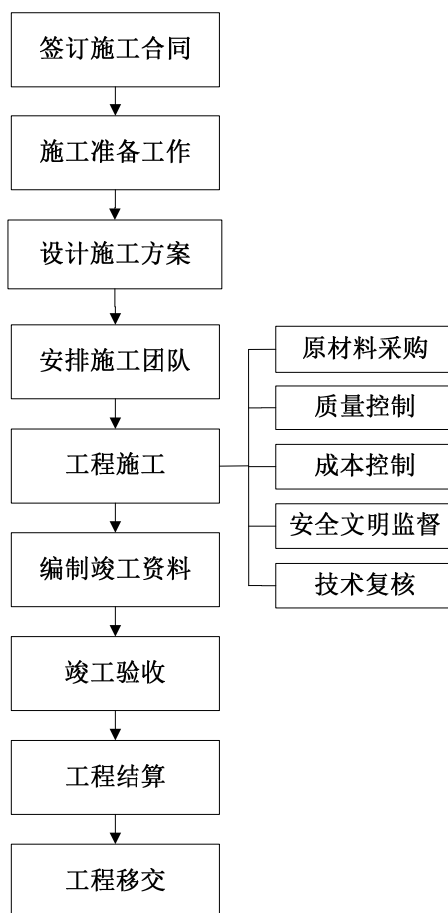 签订施工合同
施工准备工作
设计施工方案
安排施工团队
工程施工
编制竣工资料
竣工验收
工程结算
工程移交
原材料采购
质量控制
成本控制
安全文明监督
技术复核